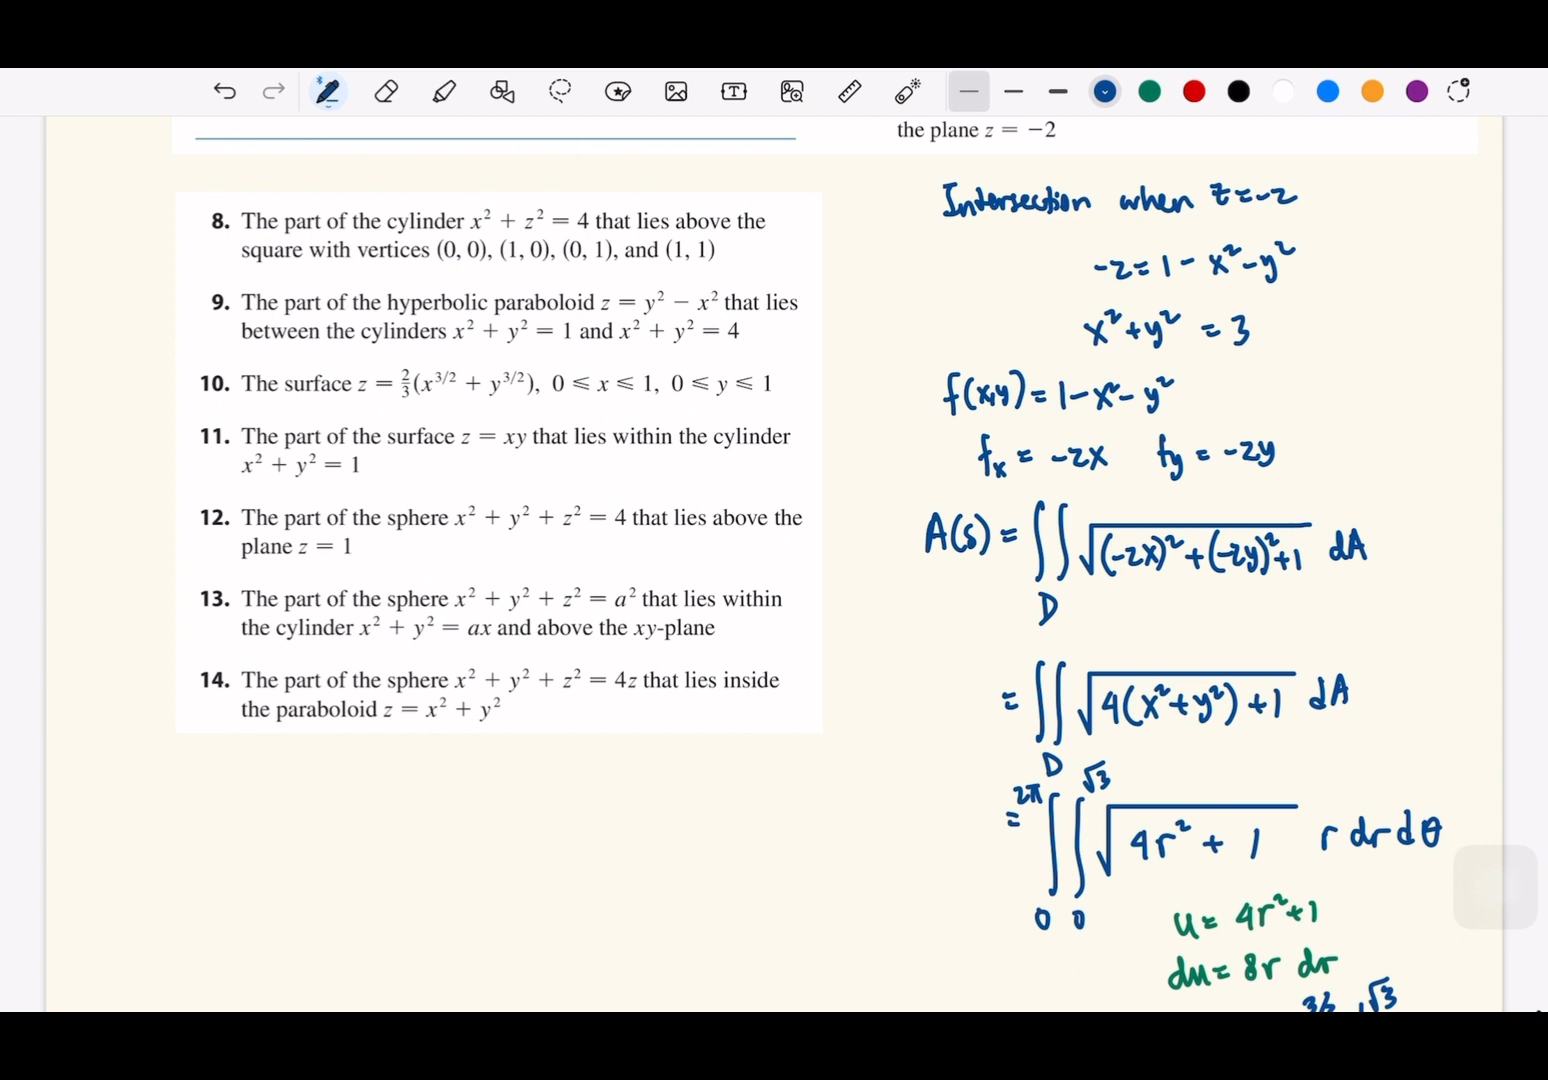 the plane z = −2
8. The part of the cylinder x² + z² = 4 that lies above the
square with vertices (0, 0), (1, 0), (0, 1), and (1, 1)
9. The part of the hyperbolic paraboloid z = y² − x² that lies
between the cylinders x² + y² = 1 and x² + y² = 4
10. The surface z = ⅔(x^{3/2} + y^{3/2}), 0 ⩽ x ⩽ 1, 0 ⩽ y ⩽ 1
11. The part of the surface z = xy that lies within the cylinder
x² + y² = 1
12. The part of the sphere x² + y² + z² = 4 that lies above the
plane z = 1
13. The part of the sphere x² + y² + z² = a² that lies within
the cylinder x² + y² = ax and above the xy-plane
14. The part of the sphere x² + y² + z² = 4z that lies inside
the paraboloid z = x² + y²
Intersection when z = -2
-2 = 1 - x² - y²
x² + y² = 3
f(x,y) = 1 - x² - y²
fₓ = -2x f_y = -2y
A(s) = ∬_D √((-2x)² + (-2y)² + 1) dA
= ∬_D √(4(x² + y²) + 1) dA
= ∫_0^{2π} ∫_0^{√3} √(4r² + 1) r dr dθ
u = 4r² + 1
du = 8r dr
√3